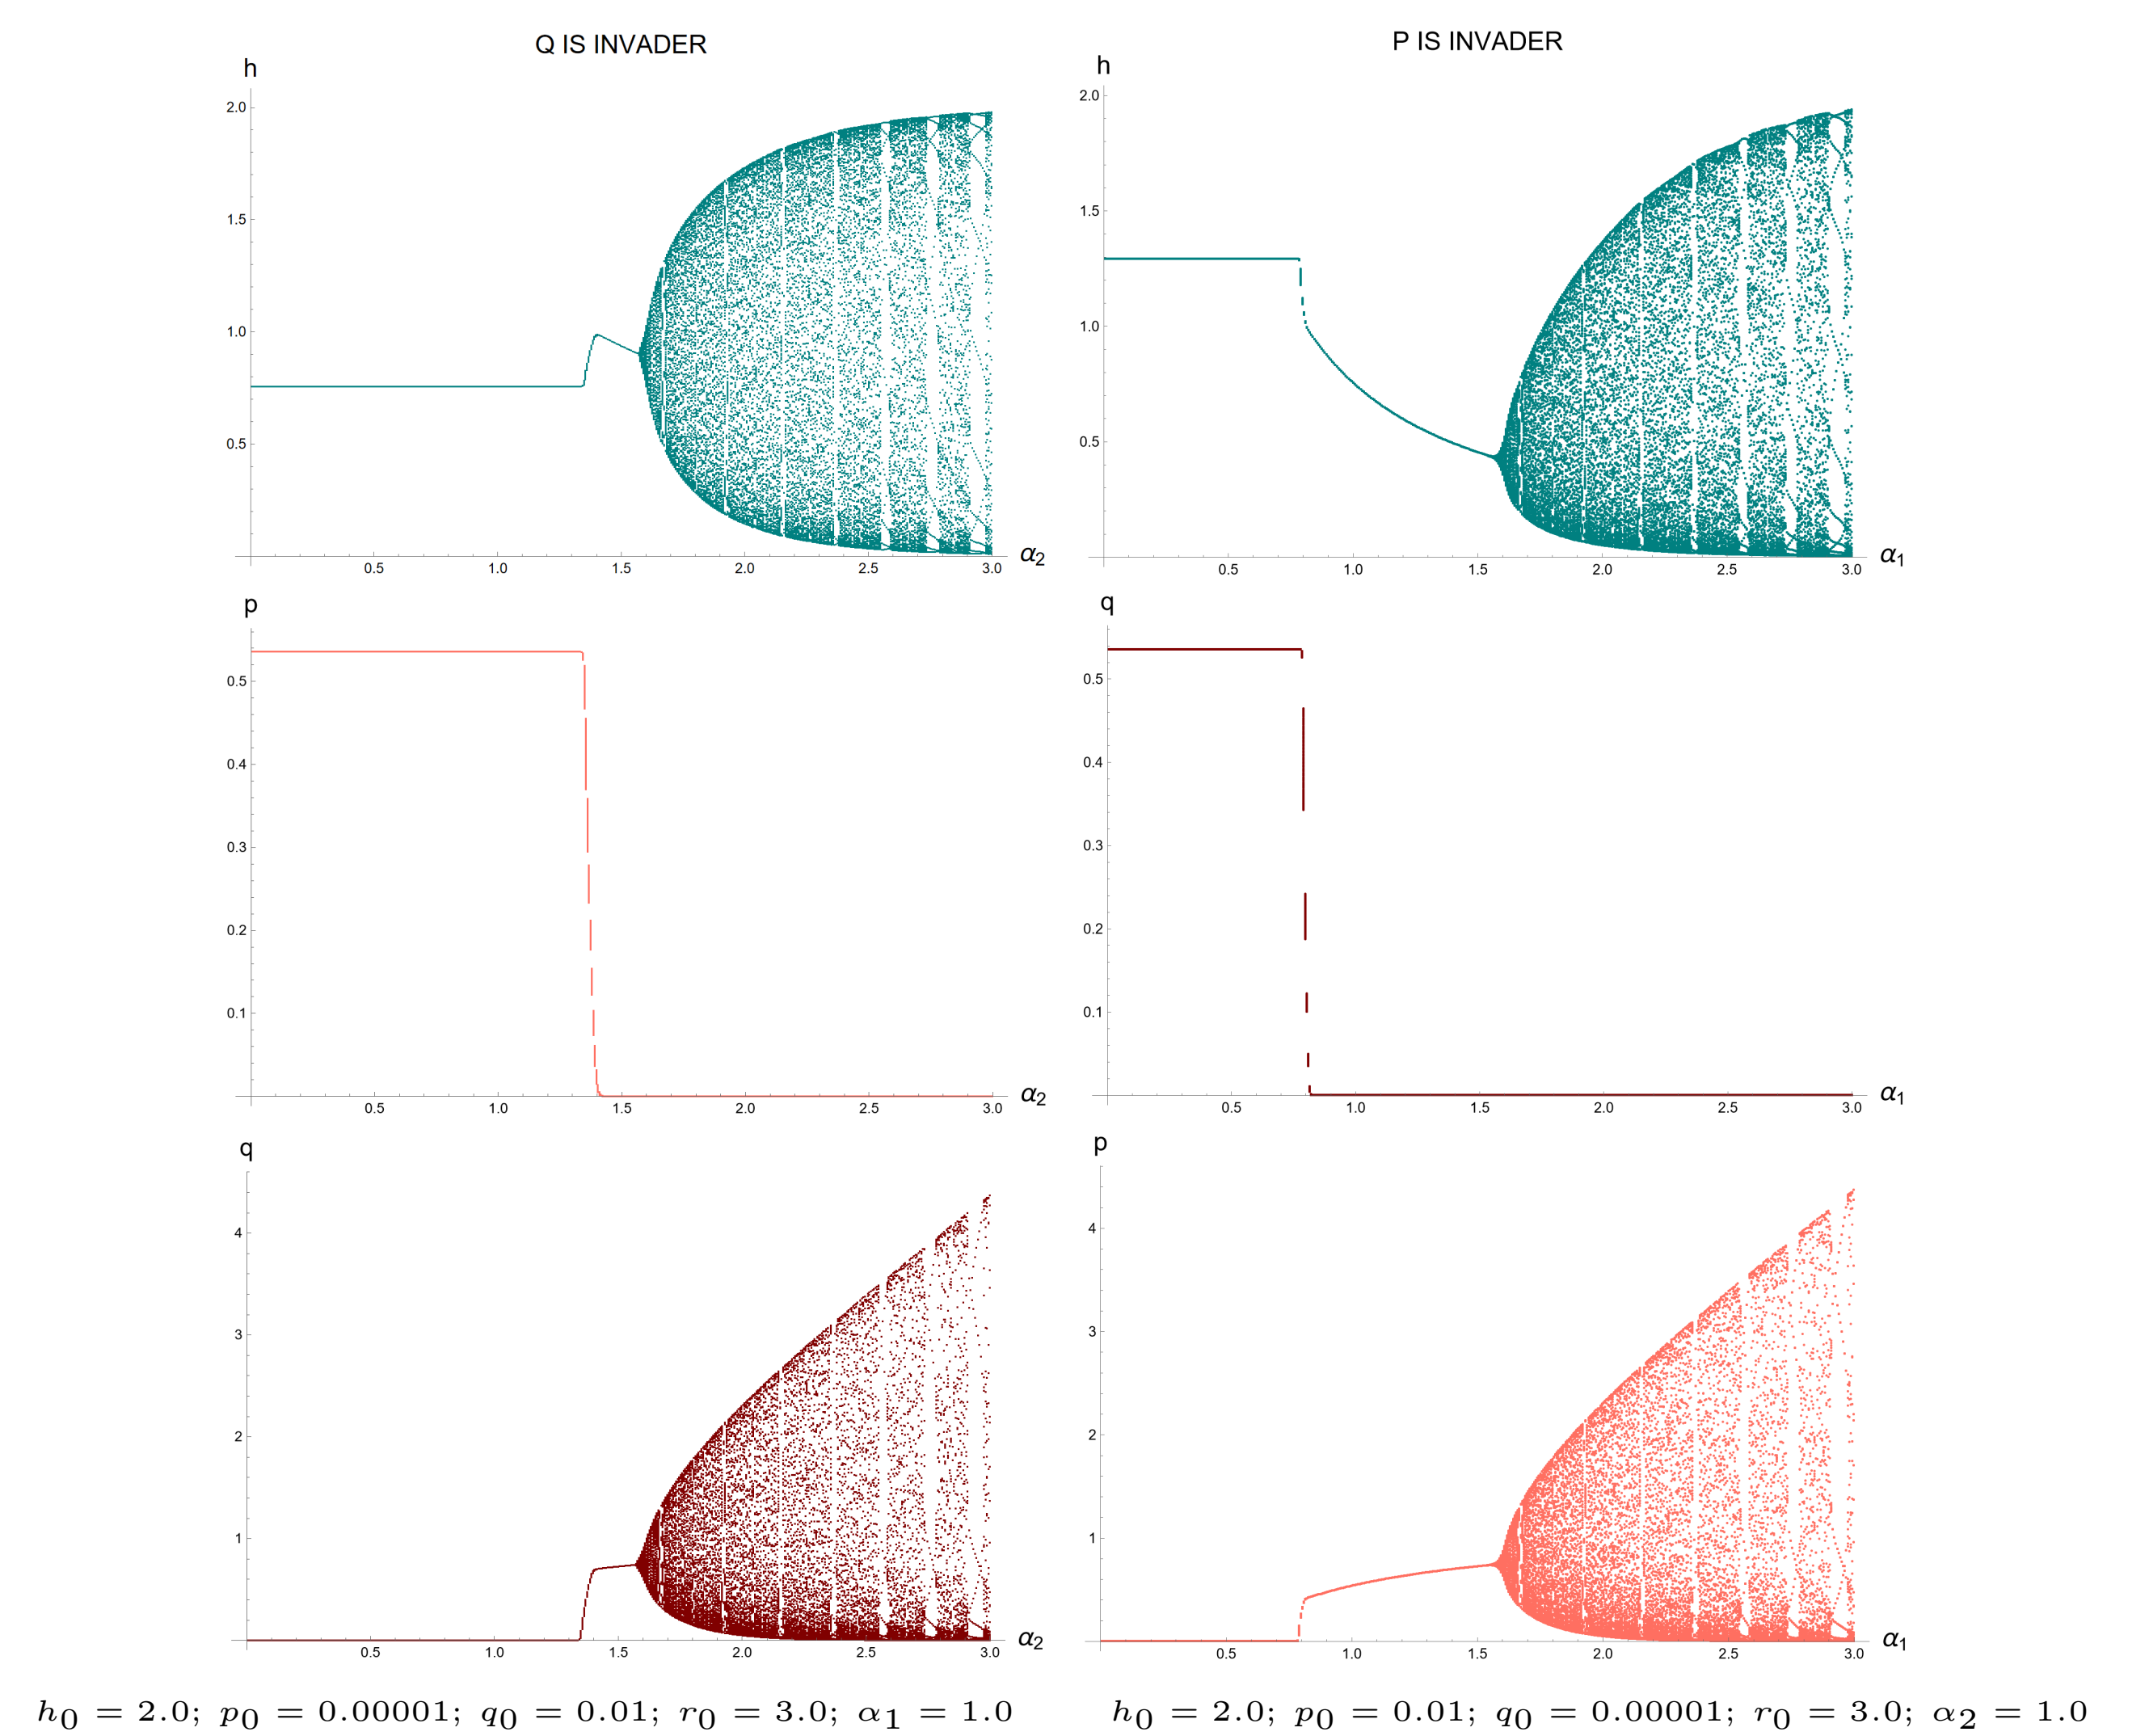 Q IS INVADER
P IS INVADER
h
2.0
1.5
1.0
0.5
0.5 1.0 1.5 2.0 2.5 3.0 α2
h
2.0
1.5
1.0
0.5
0.5 1.0 1.5 2.0 2.5 3.0 α1
p
0.5
0.4
0.3
0.2
0.1
0.5 1.0 1.5 2.0 2.5 3.0 α2
q
0.5
0.4
0.3
0.2
0.1
0.5 1.0 1.5 2.0 2.5 3.0 α1
q
4
3
2
1
0.5 1.0 1.5 2.0 2.5 3.0 α2
p
4
3
2
1
0.5 1.0 1.5 2.0 2.5 3.0 α1
h0 = 2.0; p0 = 0.00001; q0 = 0.01; r0 = 3.0; α1 = 1.0
h0 = 2.0; p0 = 0.01; q0 = 0.00001; r0 = 3.0; α2 = 1.0